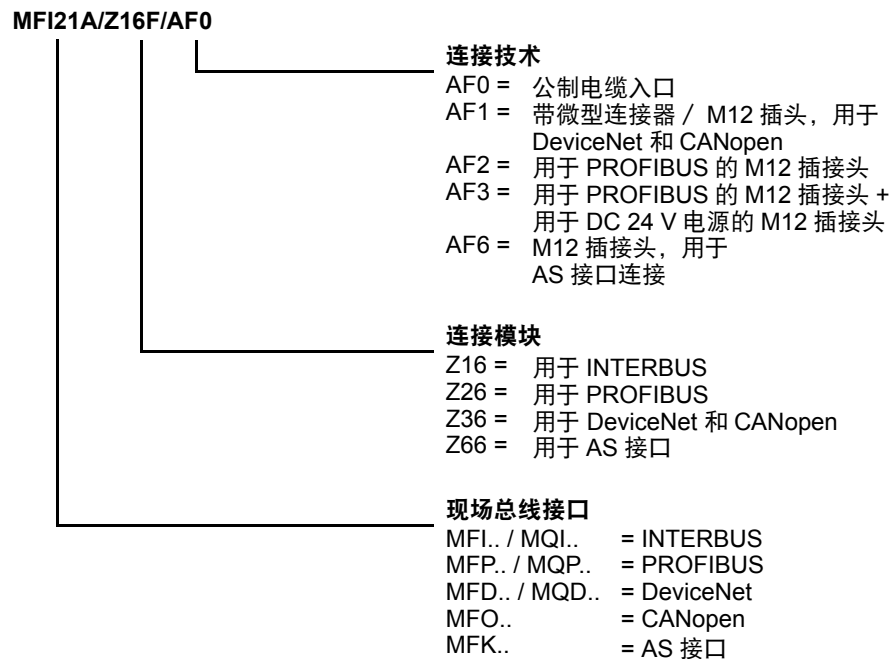 MFI21A/Z16F/AF0
连接技术
AF0 = 公制电缆入口
AF1 = 带微型连接器 / M12 插头，用于
DeviceNet 和 CANopen
AF2 = 用于 PROFIBUS 的 M12 插接头
AF3 = 用于 PROFIBUS 的 M12 插接头 +
用于 DC 24 V 电源的 M12 插接头
AF6 = M12 插接头，用于
AS 接口连接
连接模块
Z16 = 用于 INTERBUS
Z26 = 用于 PROFIBUS
Z36 = 用于 DeviceNet 和 CANopen
Z66 = 用于 AS 接口
现场总线接口
MFI.. / MQI.. = INTERBUS
MFP.. / MQP.. = PROFIBUS
MFD.. / MQD.. = DeviceNet
MFO.. = CANopen
MFK.. = AS 接口